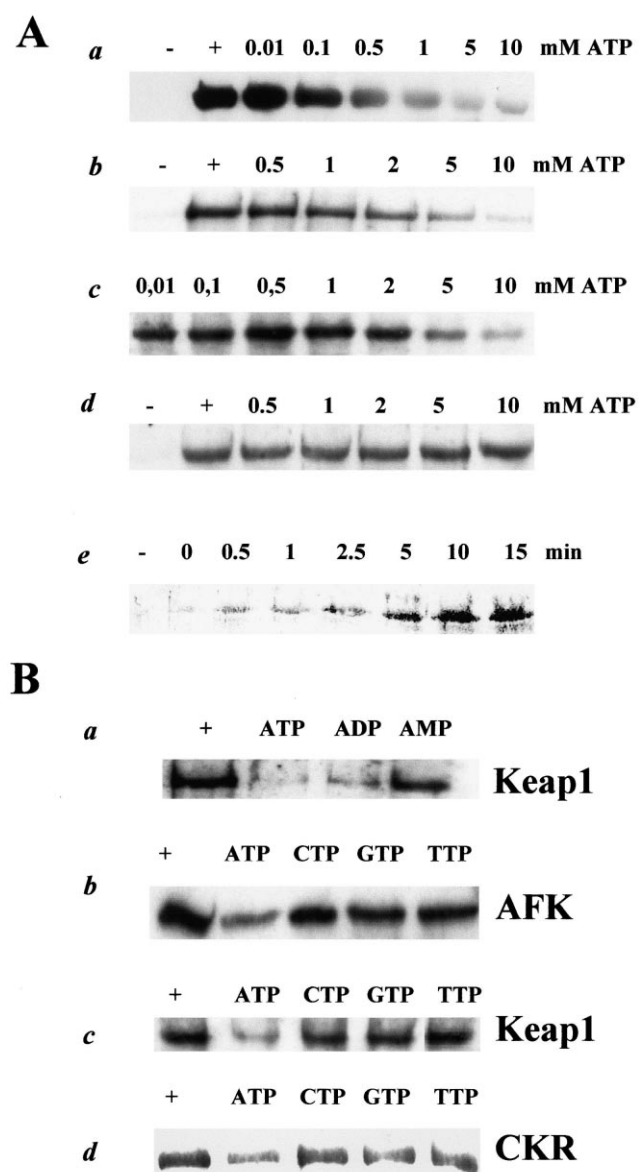 A
a - + 0.01 0.1 0.5 1 5 10 mM ATP
b - + 0.5 1 2 5 10 mM ATP
c 0,01 0,1 0,5 1 2 5 10 mM ATP
d - + 0.5 1 2 5 10 mM ATP
e - 0 0.5 1 2.5 5 10 15 min
B
a + ATP ADP AMP
Keap1
+ ATP CTP GTP TTP
b AFK
+ ATP CTP GTP TTP
c Keap1
+ ATP CTP GTP TTP
d CKR